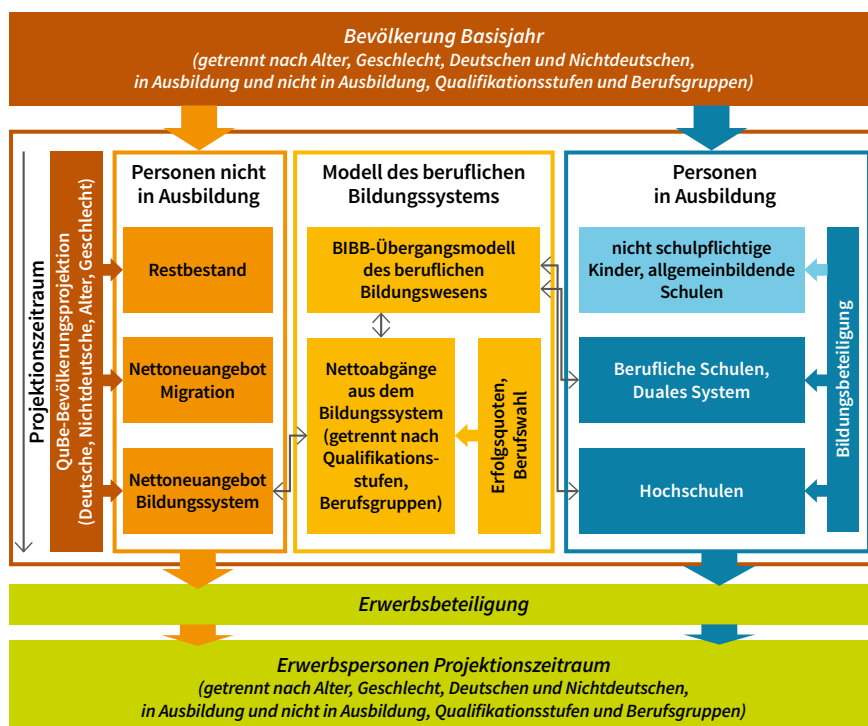 Bevölkerung Basisjahr
(getrennt nach Alter, Geschlecht, Deutschen und Nichtdeutschen,
in Ausbildung und nicht in Ausbildung, Qualifikationsstufen und Berufsgruppen)
Projektionszeitraum
QuBe-Bevölkerungsprojektion
(Deutsche, Nichtdeutsche, Alter, Geschlecht)
Personen nicht
in Ausbildung
Restbestand
Nettoneuangebot
Migration
Nettoneuangebot
Bildungssystem
Modell des beruflichen
Bildungssystems
BIBB-Übergangsmodell
des beruflichen
Bildungswesens
Nettoabgänge
aus dem
Bildungssystem
(getrennt nach
Qualifikations-
stufen,
Berufsgruppen)
Erfolgsquoten,
Berufswahl
Personen
in Ausbildung
nicht schulpflichtige
Kinder, allgemeinbildende
Schulen
Berufliche Schulen,
Duales System
Hochschulen
Bildungsbeteiligung
Erwerbsbeteiligung
Erwerbspersonen Projektionszeitraum
(getrennt nach Alter, Geschlecht, Deutschen und Nichtdeutschen,
in Ausbildung und nicht in Ausbildung, Qualifikationsstufen und Berufsgruppen)